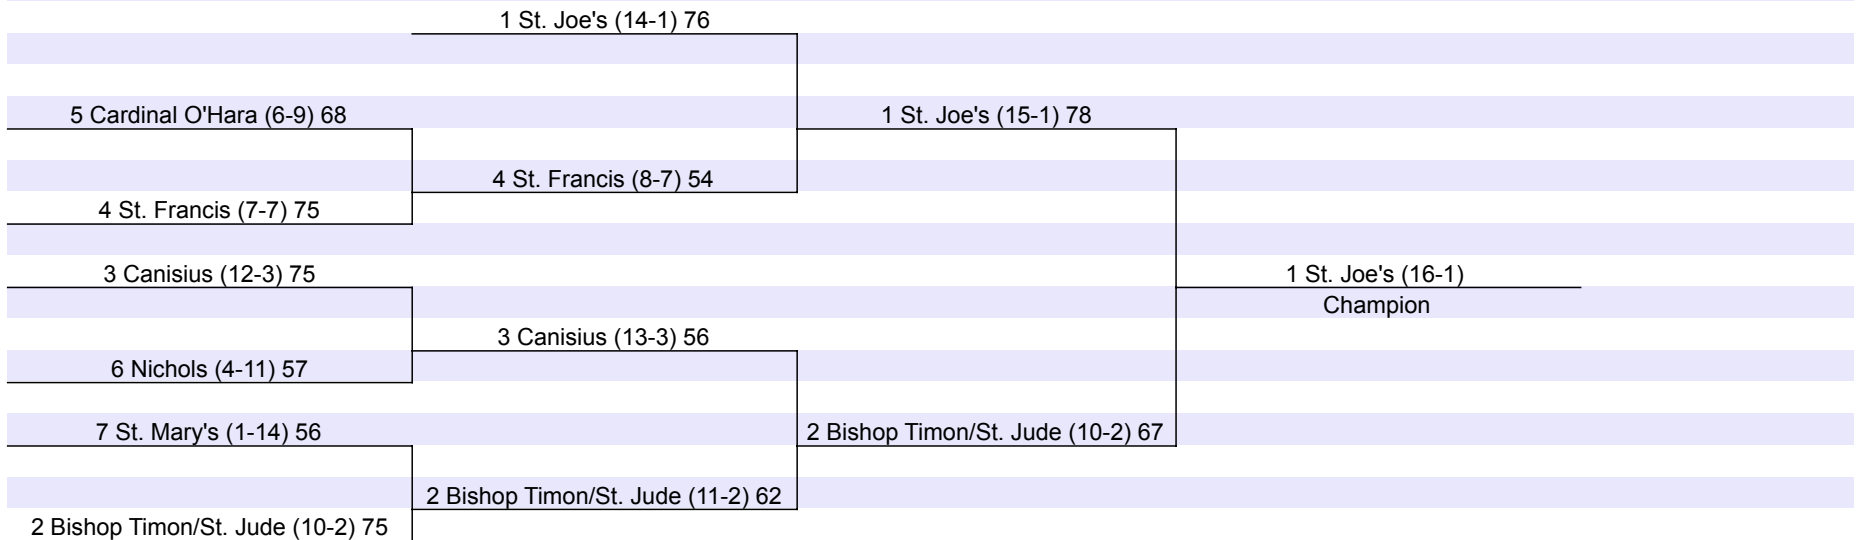 1 St. Joe's (14-1) 76
5 Cardinal O'Hara (6-9) 68
1 St. Joe's (15-1) 78
4 St. Francis (8-7) 54
4 St. Francis (7-7) 75
3 Canisius (12-3) 75
1 St. Joe's (16-1)
Champion
3 Canisius (13-3) 56
6 Nichols (4-11) 57
7 St. Mary's (1-14) 56
2 Bishop Timon/St. Jude (10-2) 67
2 Bishop Timon/St. Jude (11-2) 62
2 Bishop Timon/St. Jude (10-2) 75